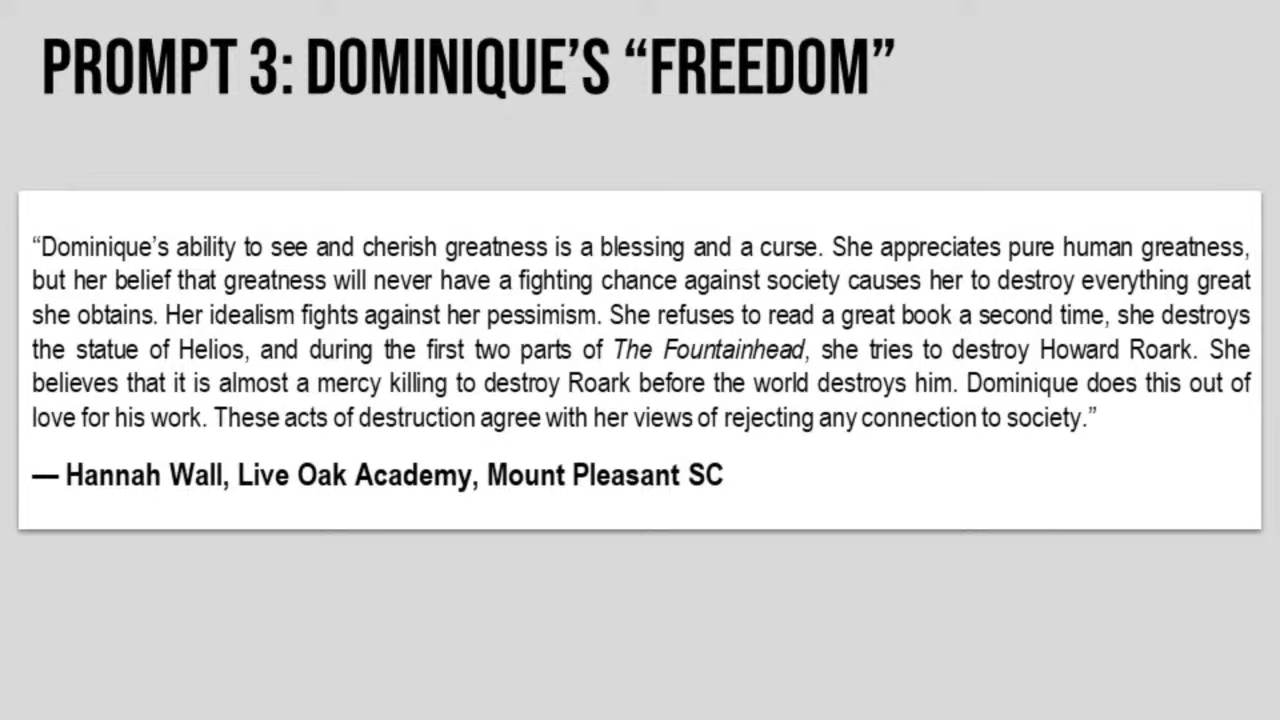 PROMPT 3: DOMINIQUE’S “FREEDOM”
“Dominique’s ability to see and cherish greatness is a blessing and a curse. She appreciates pure human greatness,
but her belief that greatness will never have a fighting chance against society causes her to destroy everything great
she obtains. Her idealism fights against her pessimism. She refuses to read a great book a second time, she destroys
the statue of Helios, and during the first two parts of The Fountainhead, she tries to destroy Howard Roark. She
believes that it is almost a mercy killing to destroy Roark before the world destroys him. Dominique does this out of
love for his work. These acts of destruction agree with her views of rejecting any connection to society.”
— Hannah Wall, Live Oak Academy, Mount Pleasant SC